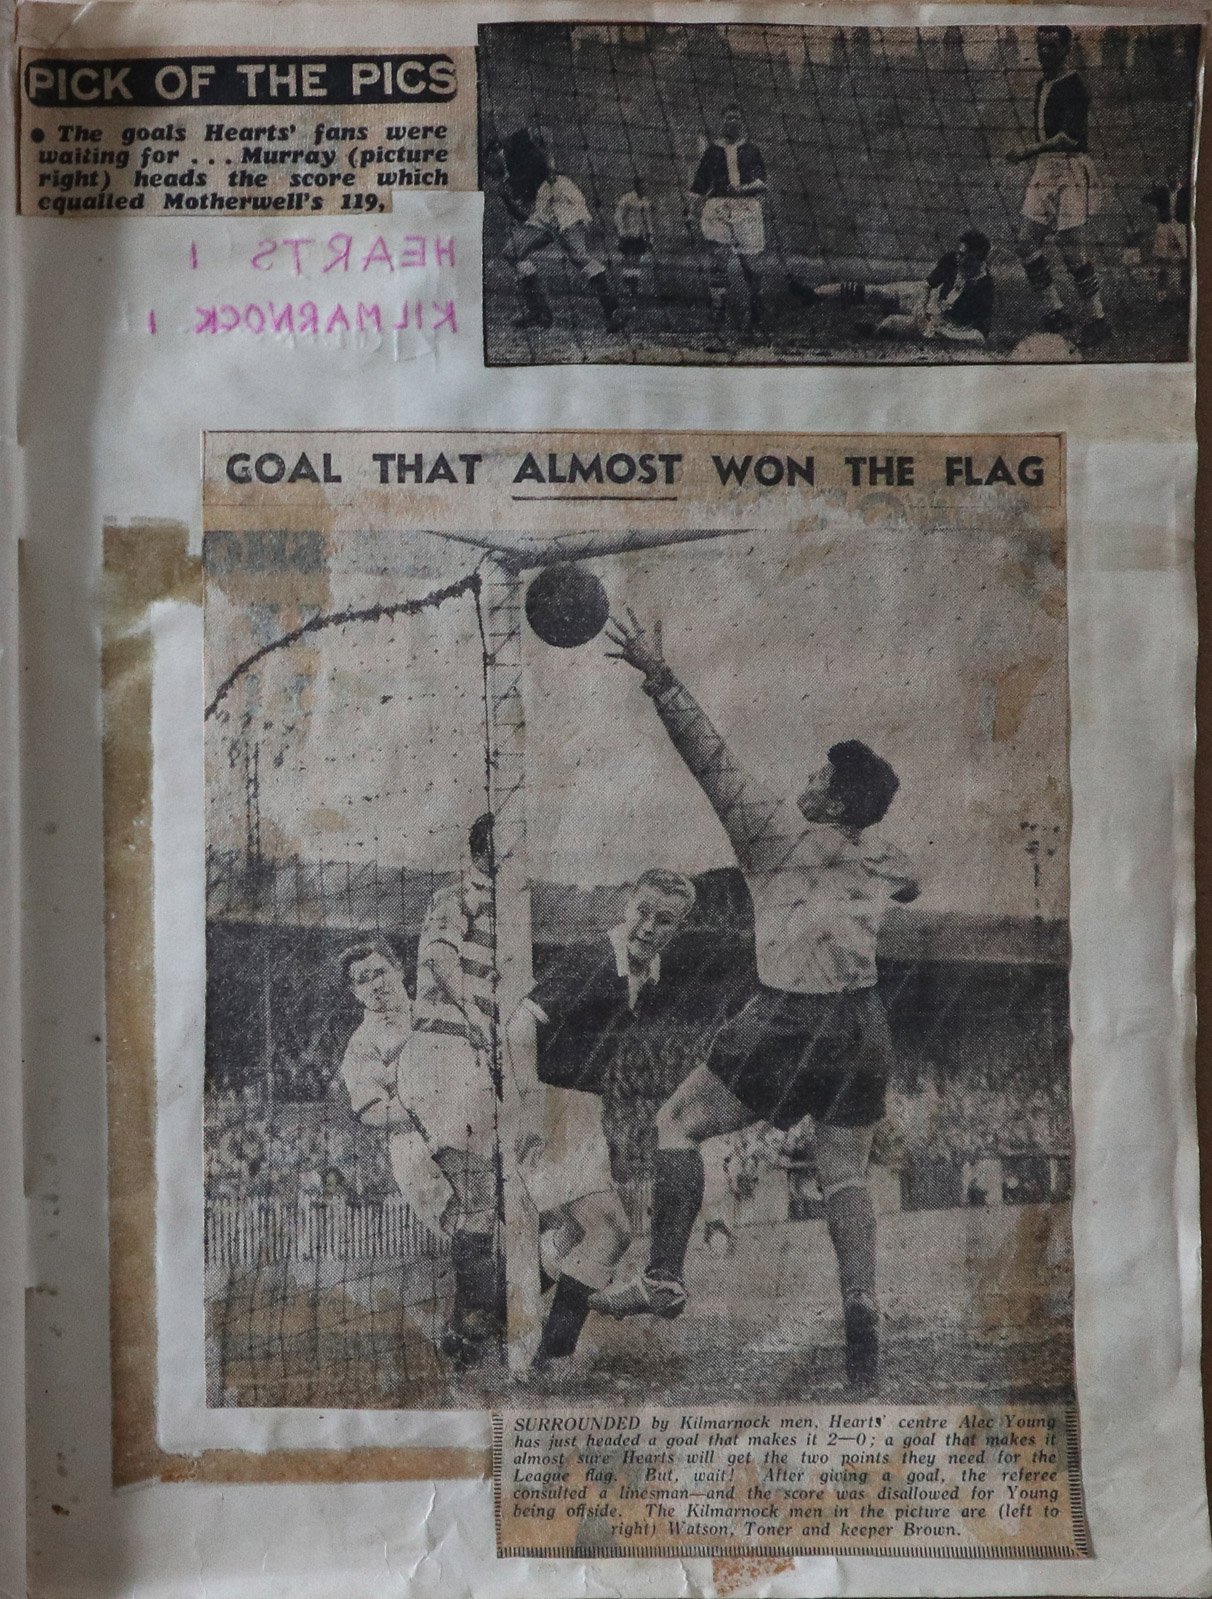 PICK OF THE PICS
● The goals Hearts' fans were
waiting for . . . Murray (picture
right) heads the score which
equalled Motherwell's 119,
HEARTS 1
KILMARNOCK 1
GOAL THAT ALMOST WON THE FLAG
SURROUNDED by Kilmarnock men, Hearts' centre Alec Young
has just headed a goal that makes it 2—0; a goal that makes it
almost sure Hearts will get the two points they need for the
League flag. But, wait! After giving a goal, the referee
consulted a linesman—and the score was disallowed for Young
being offside. The Kilmarnock men in the picture are (left to
right) Watson, Toner and keeper Brown.